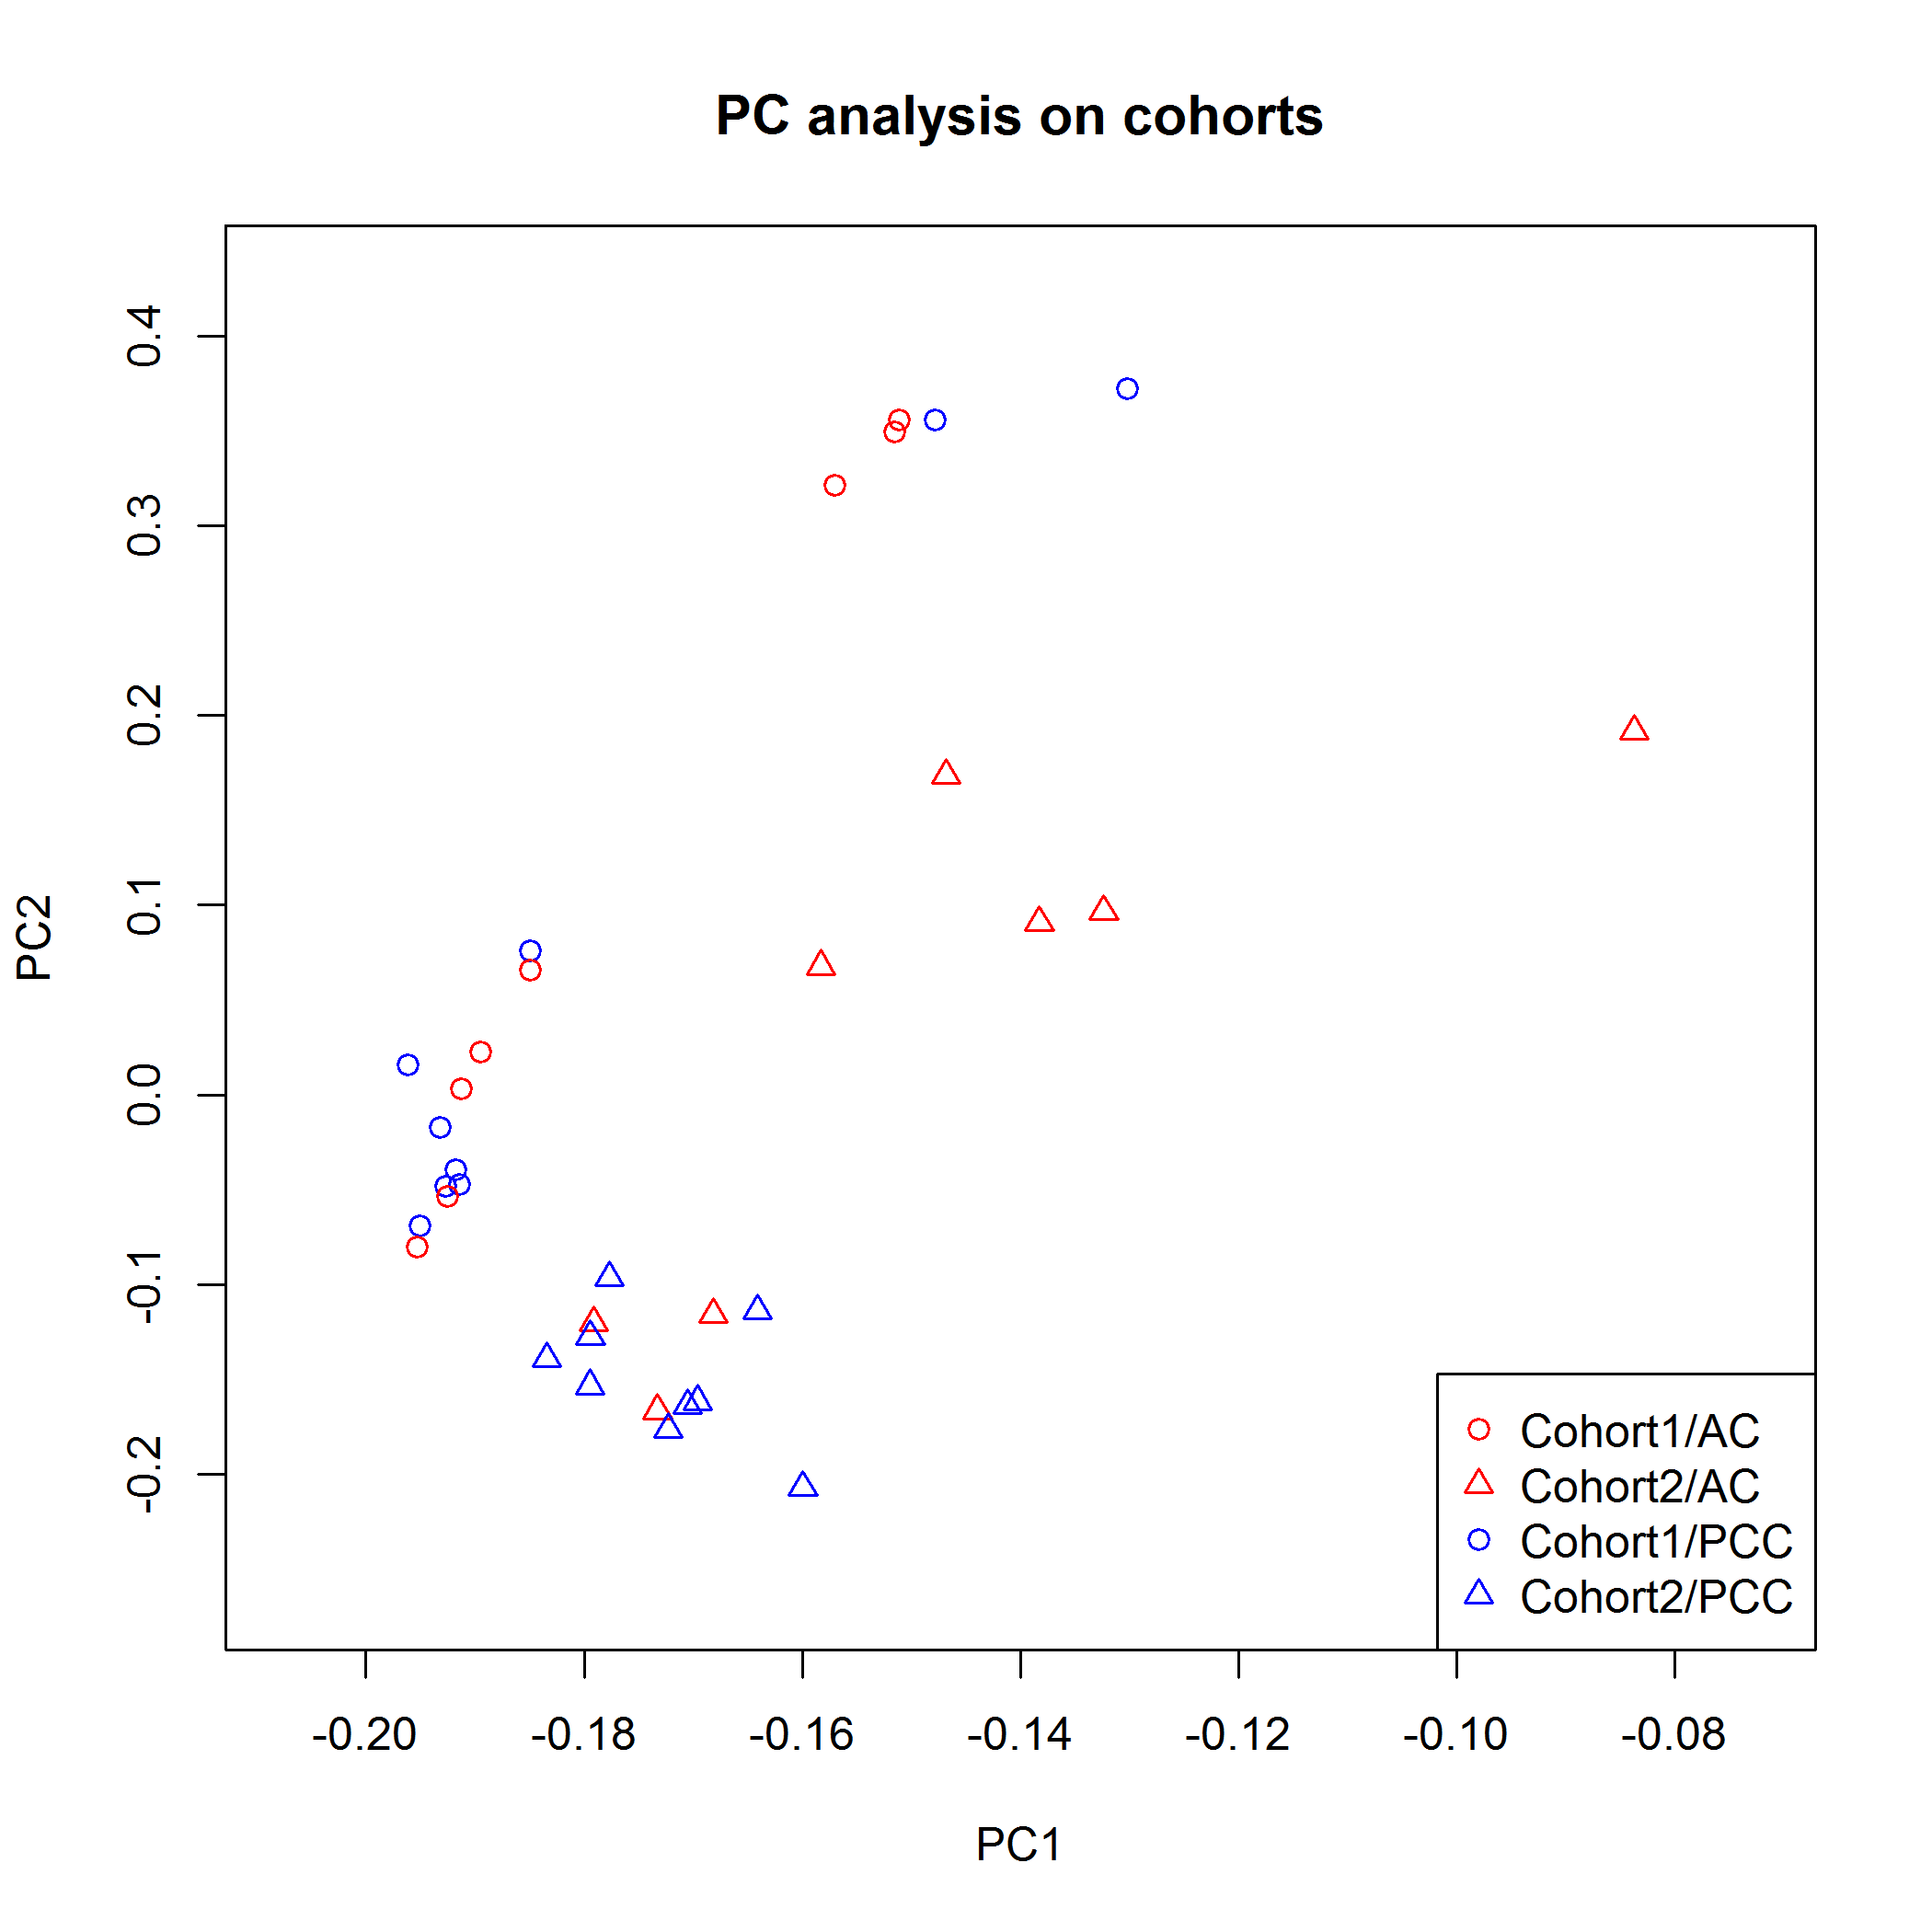 PC analysis on cohorts
0.4
0.3
0.2
0.1
0.0
-0.1
-0.2
PC2
-0.20 -0.18 -0.16 -0.14 -0.12 -0.10 -0.08
PC1
Cohort1/AC
Cohort2/AC
Cohort1/PCC
Cohort2/PCC